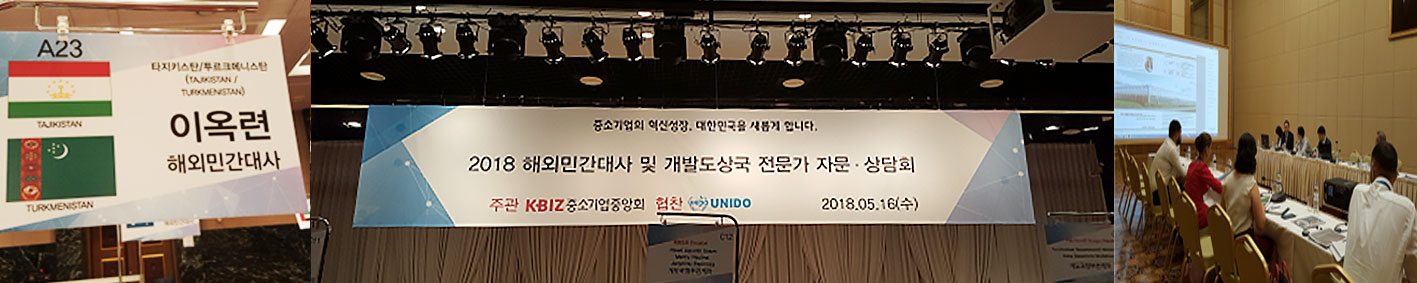 A23
타지키스탄/투르크메니스탄
(TAJIKISTAN /
TURKMENISTAN)
TAJIKISTAN
이옥련
해외민간대사
TURKMENISTAN
중소기업의 혁신성장, 대한민국을 새롭게 합니다.
2018 해외민간대사 및 개발도상국 전문가 자문·상담회
주관 K·BIZ 중소기업중앙회 협찬 UNIDO 2018.05.16(수)
C12